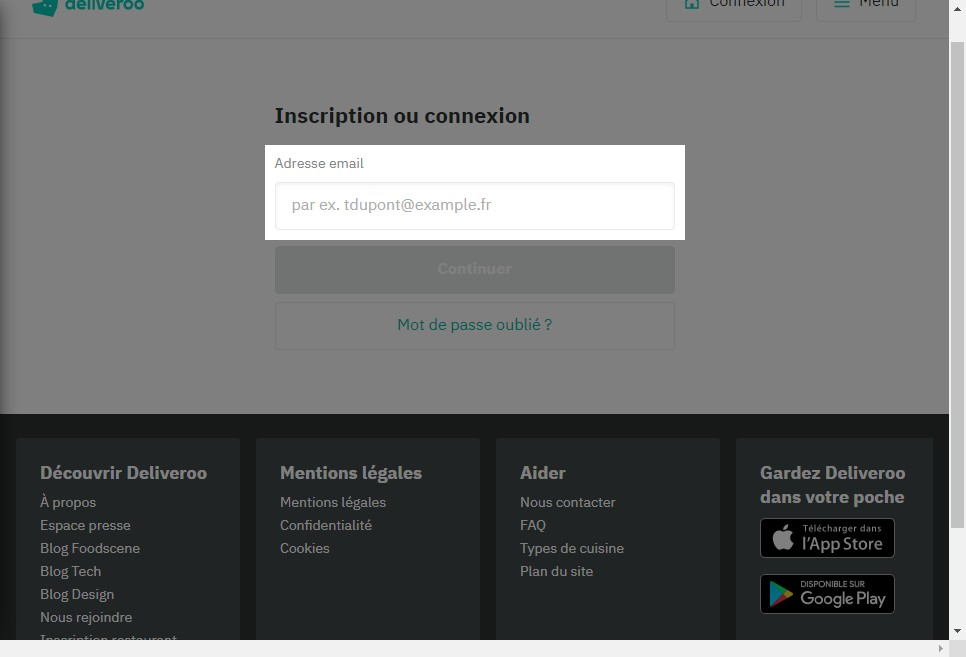 deliveroo
Connexion
Menu
Inscription ou connexion
Adresse email
par ex. tdupont@example.fr
Continuer
Mot de passe oublié ?
Découvrir Deliveroo
À propos
Espace presse
Blog Foodscene
Blog Tech
Blog Design
Nous rejoindre
Inscription restaurant
Mentions légales
Mentions légales
Confidentialité
Cookies
Aider
Nous contacter
FAQ
Types de cuisine
Plan du site
Gardez Deliveroo
dans votre poche
Télécharger dans
l'App Store
DISPONIBLE SUR
Google Play